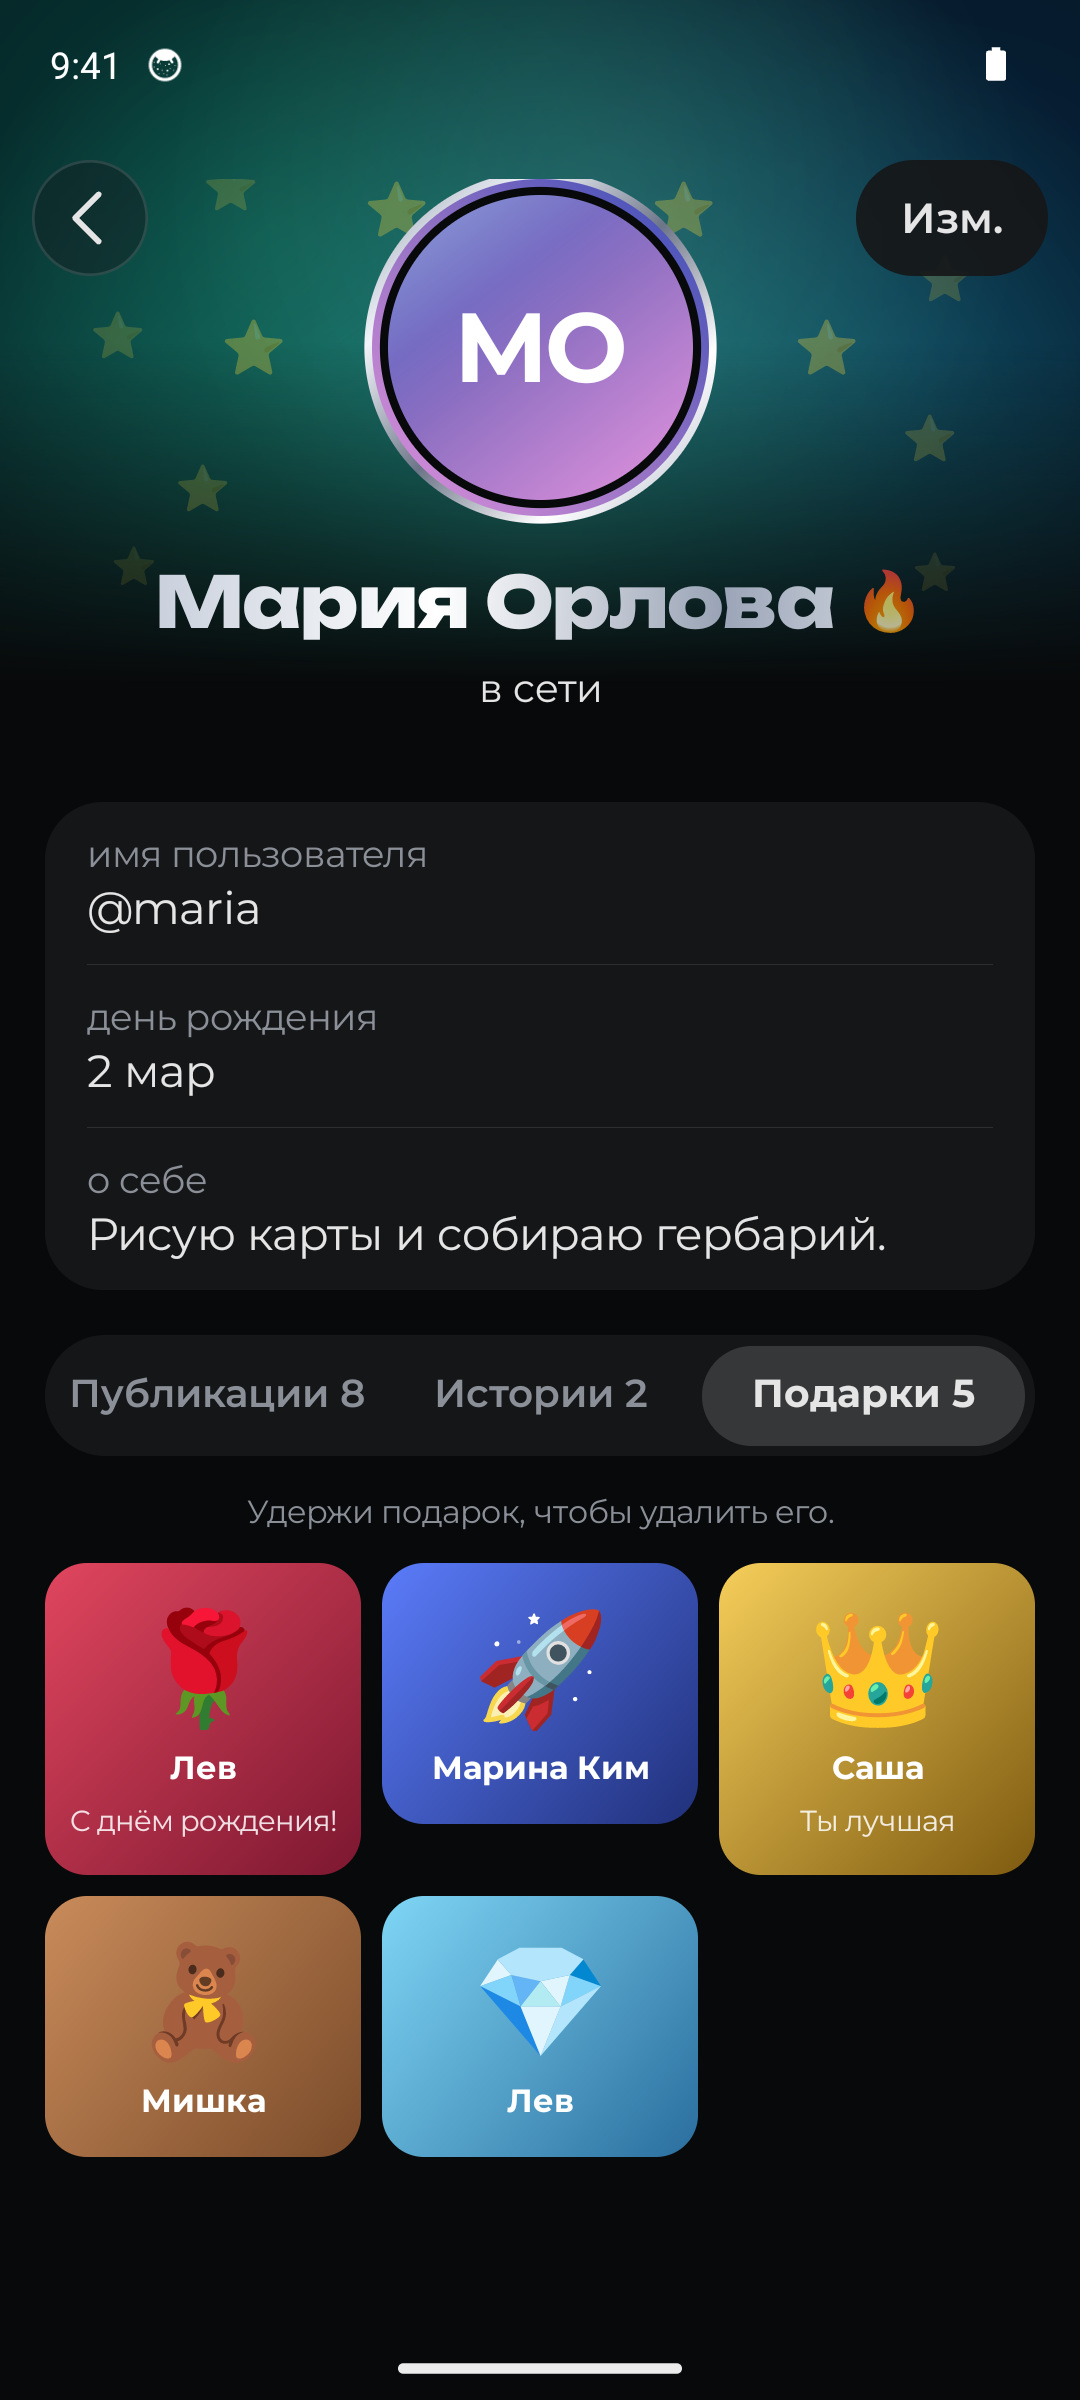 9:41
Изм.
МО
Мария Орлова 🔥
в сети
имя пользователя
@maria
день рождения
2 мар
о себе
Рисую карты и собираю гербарий.
Публикации 8
Истории 2
Подарки 5
Удержи подарок, чтобы удалить его.
Лев
С днём рождения!
Марина Ким
Саша
Ты лучшая
Мишка
Лев